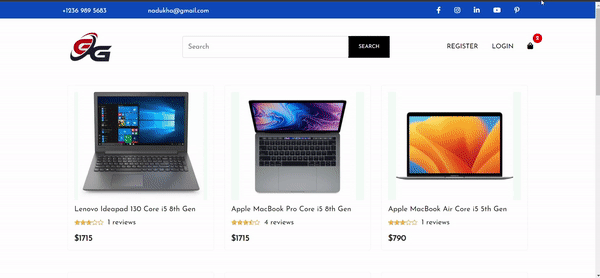 +1236 989 5683 nadukha@gmail.com
GG
Search SEARCH REGISTER LOGIN 2
Lenovo Ideapad 130 Core i5 8th Gen Apple MacBook Pro Core i5 8th Gen Apple MacBook Air Core i5 5th Gen
1 reviews 4 reviews 1 reviews
$1715 $1715 $790